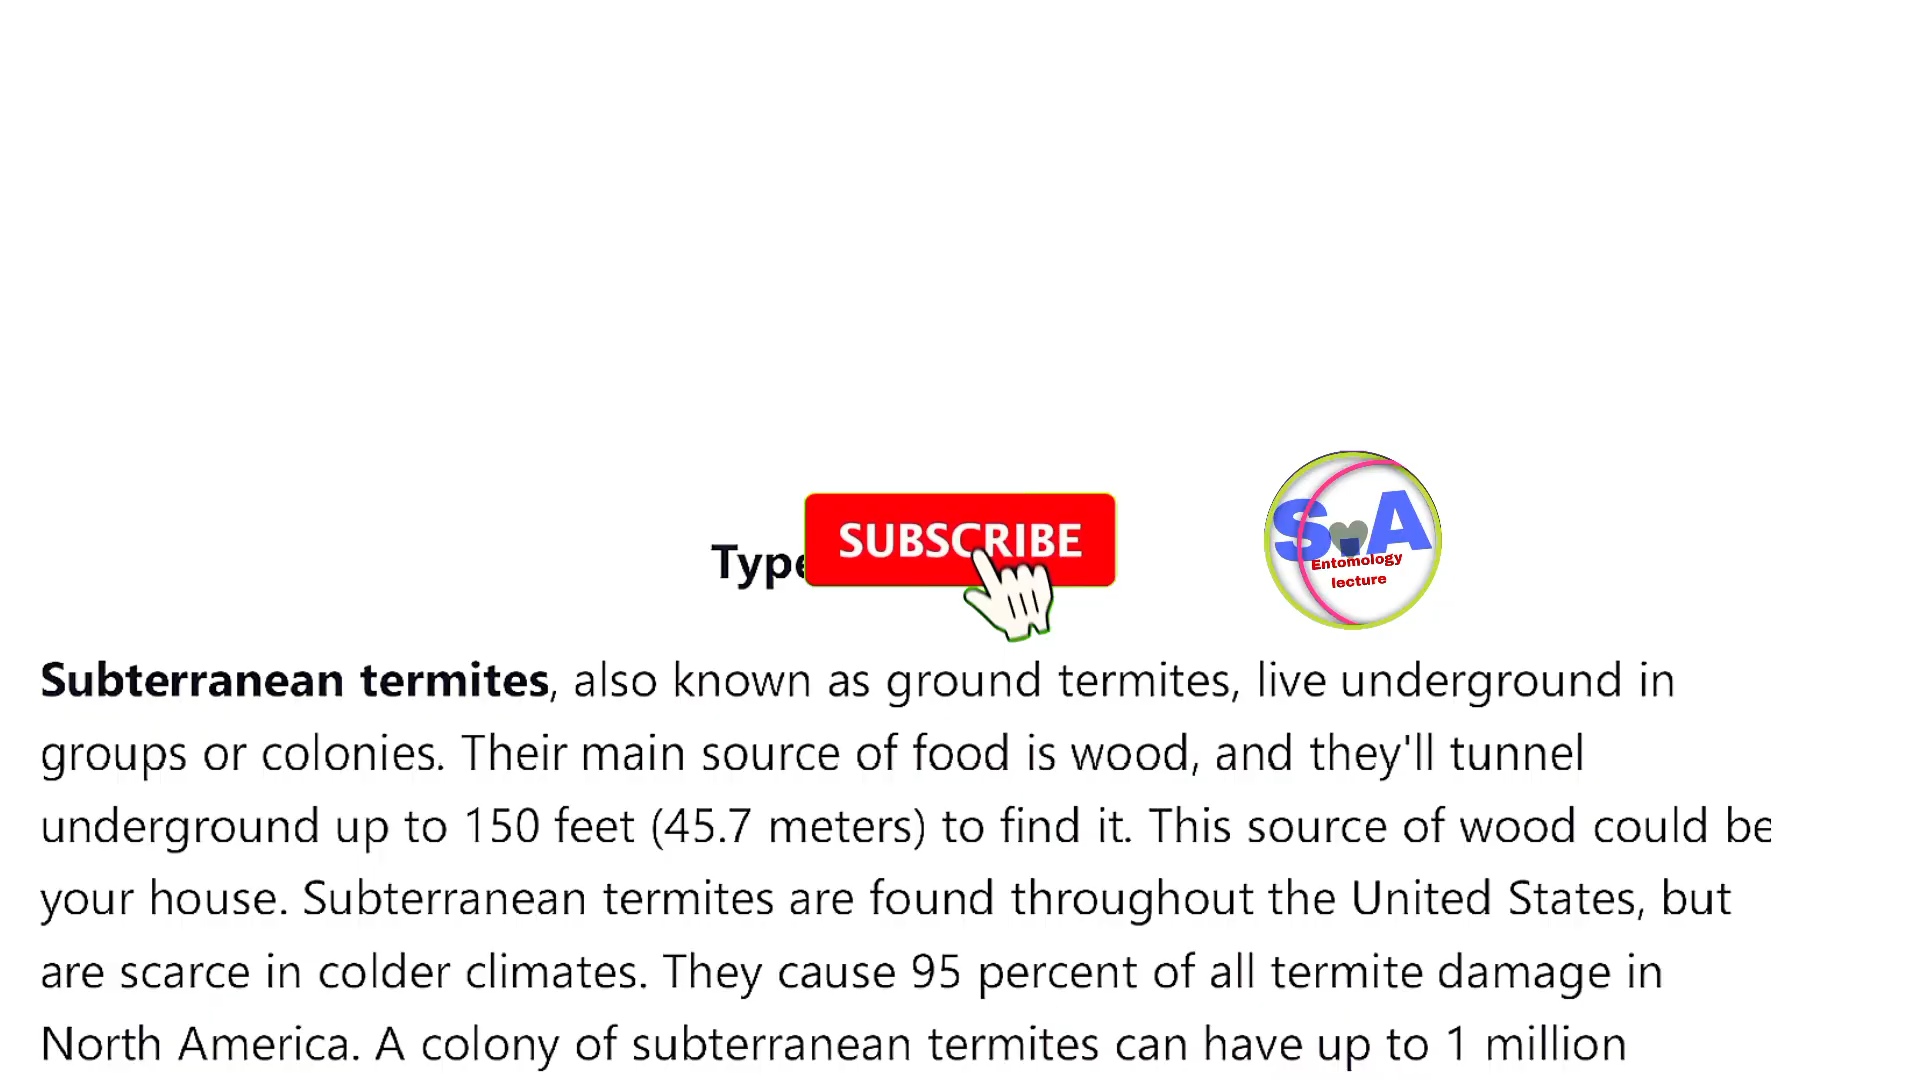 SUBSCRIBE
S A
Entomology
lecture
Subterranean termites, also known as ground termites, live underground in
groups or colonies. Their main source of food is wood, and they'll tunnel
underground up to 150 feet (45.7 meters) to find it. This source of wood could be
your house. Subterranean termites are found throughout the United States, but
are scarce in colder climates. They cause 95 percent of all termite damage in
North America. A colony of subterranean termites can have up to 1 million